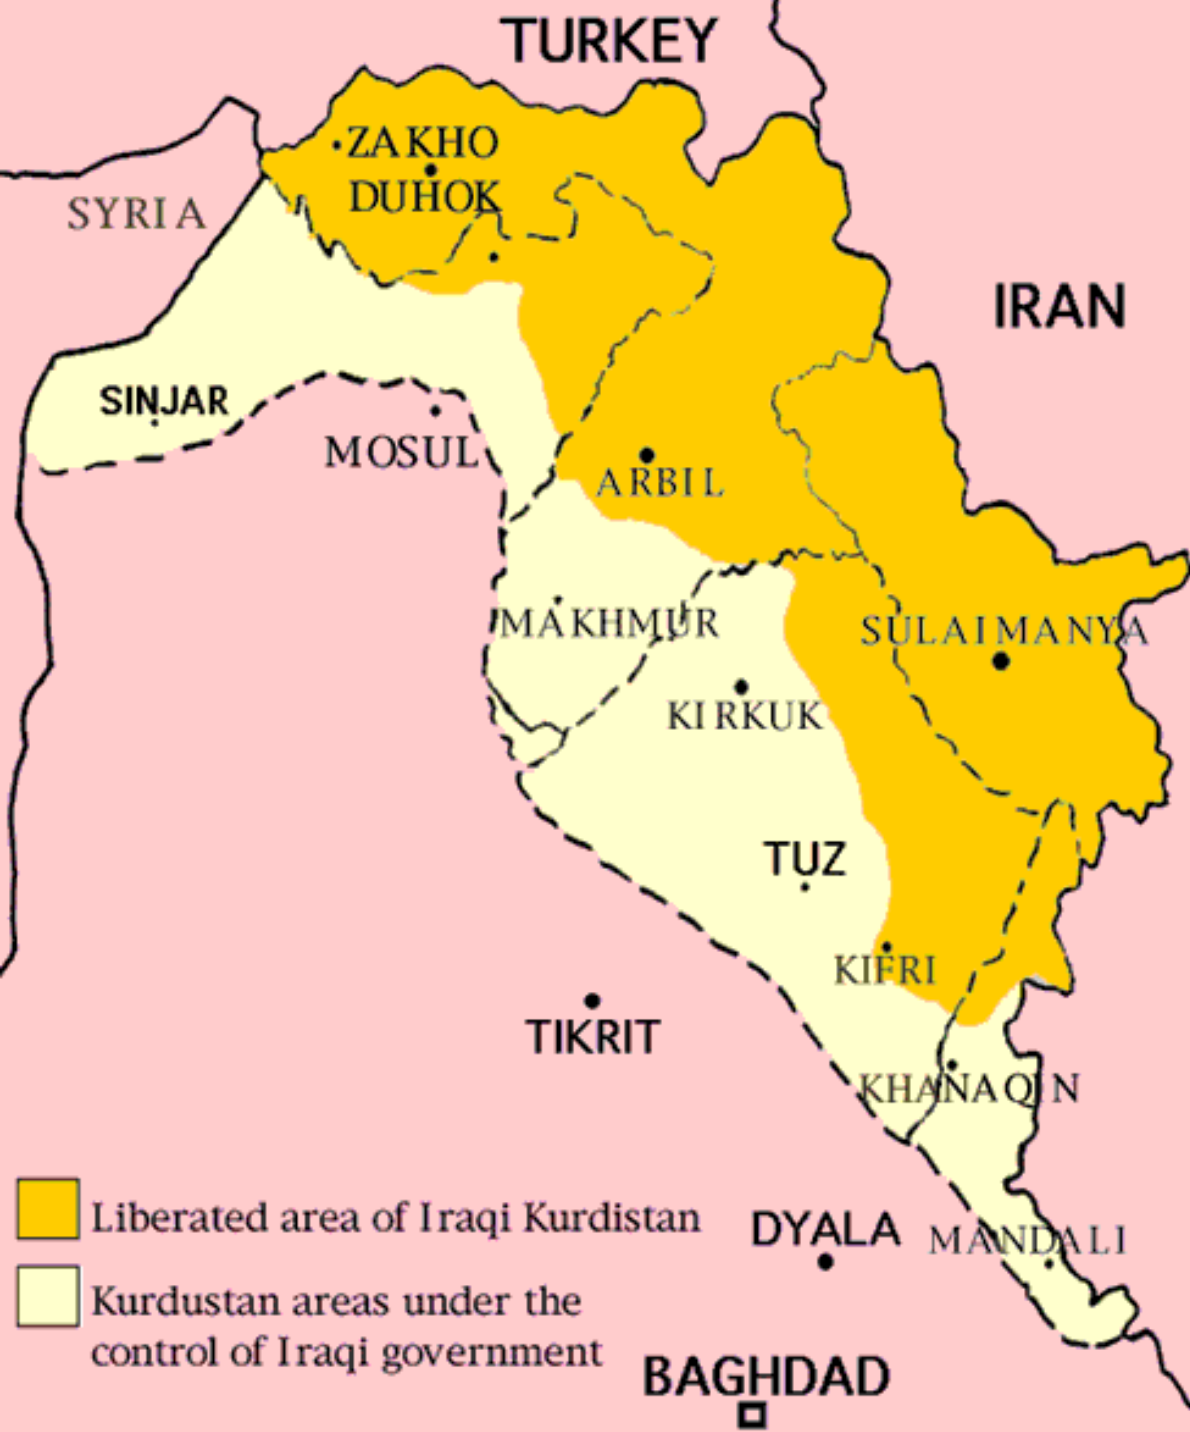 TURKEY
ZAKHO
DUHOK
SYRIA
IRAN
SINJAR
MOSUL
ARBIL
MAKHMUR
SULAIMANYA
KIRKUK
TUZ
KIFRI
TIKRIT
KHANAQIN
Liberated area of Iraqi Kurdistan
DYALA
MANDALI
Kurdustan areas under the
control of Iraqi government
BAGHDAD